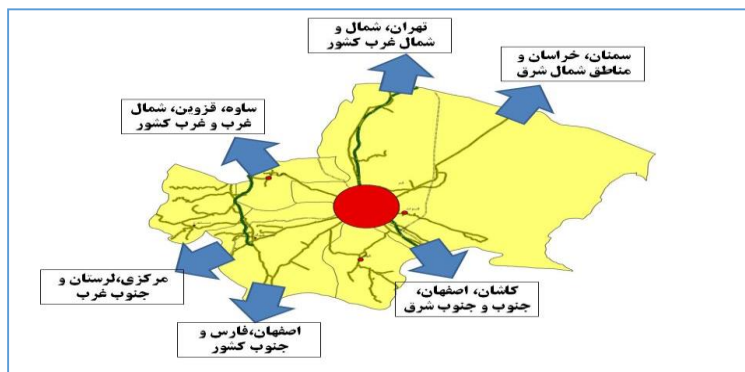 تهران، شمال و
شمال غرب کشور
سمنان، خراسان و
مناطق شمال شرق
ساوه، قزوین، شمال
غرب و غرب کشور
مرکزی،لرستان و
جنوب غرب
کاشان، اصفهان،
جنوب و جنوب شرق
اصفهان،فارس و
جنوب کشور